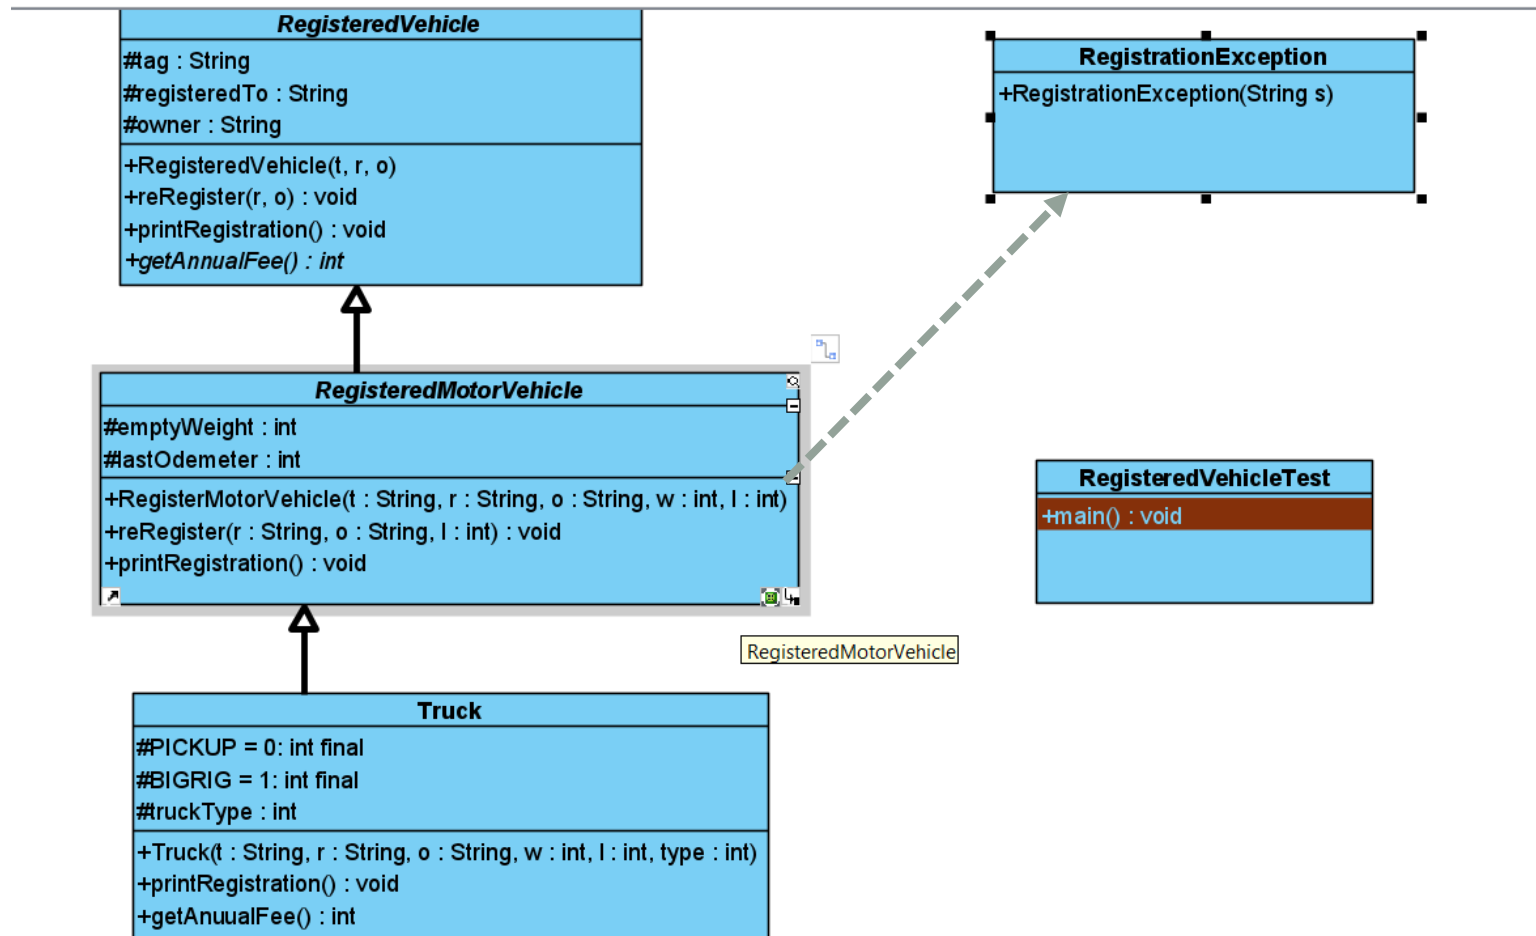 RegisteredVehicle
#tag : String
#registeredTo : String
#owner : String
+RegisteredVehicle(t, r, o)
+reRegister(r, o) : void
+printRegistration() : void
+getAnnualFee() : int
RegistrationException
+RegistrationException(String s)
RegisteredMotorVehicle
#emptyWeight : int
#lastOdemeter : int
+RegisterMotorVehicle(t : String, r : String, o : String, w : int, l : int)
+reRegister(r : String, o : String, l : int) : void
+printRegistration() : void
RegisteredVehicleTest
+main() : void
RegisteredMotorVehicle
Truck
#PICKUP = 0: int final
#BIGRIG = 1: int final
#truckType : int
+Truck(t : String, r : String, o : String, w : int, l : int, type : int)
+printRegistration() : void
+getAnuualFee() : int